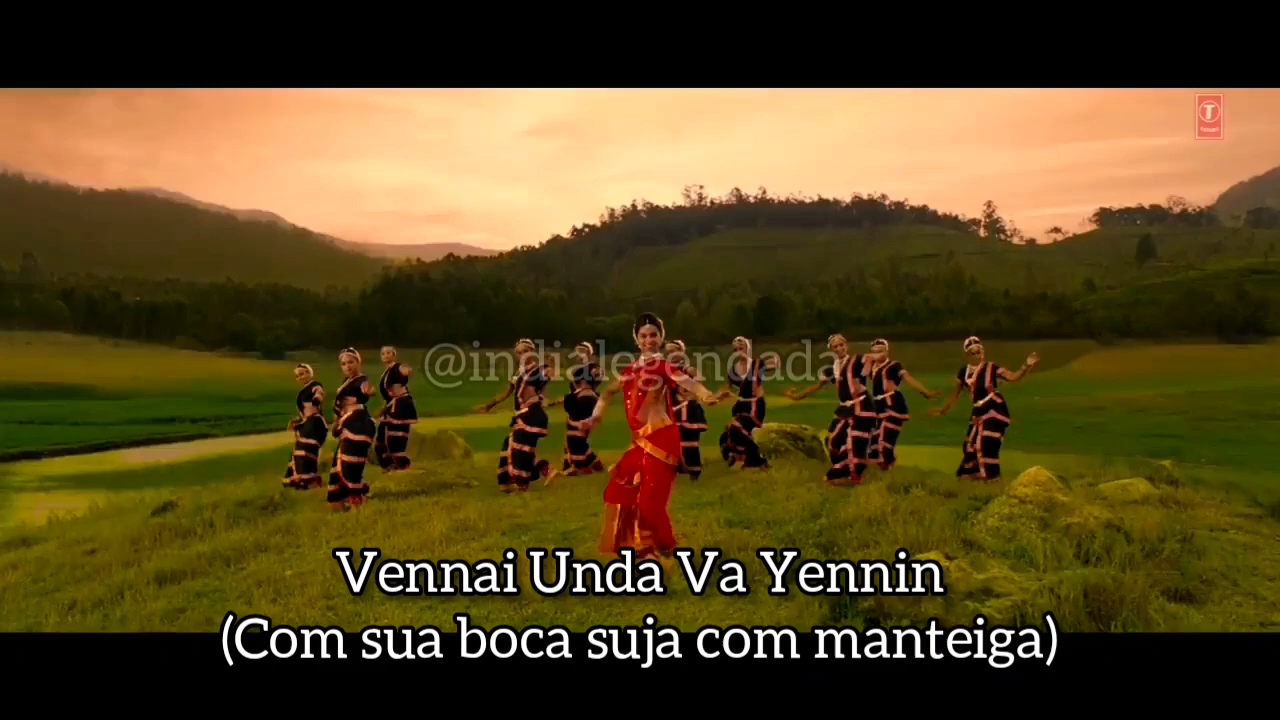 T
@indialegendada
Vennai Unda Va Yennin
(Com sua boca suja com manteiga)